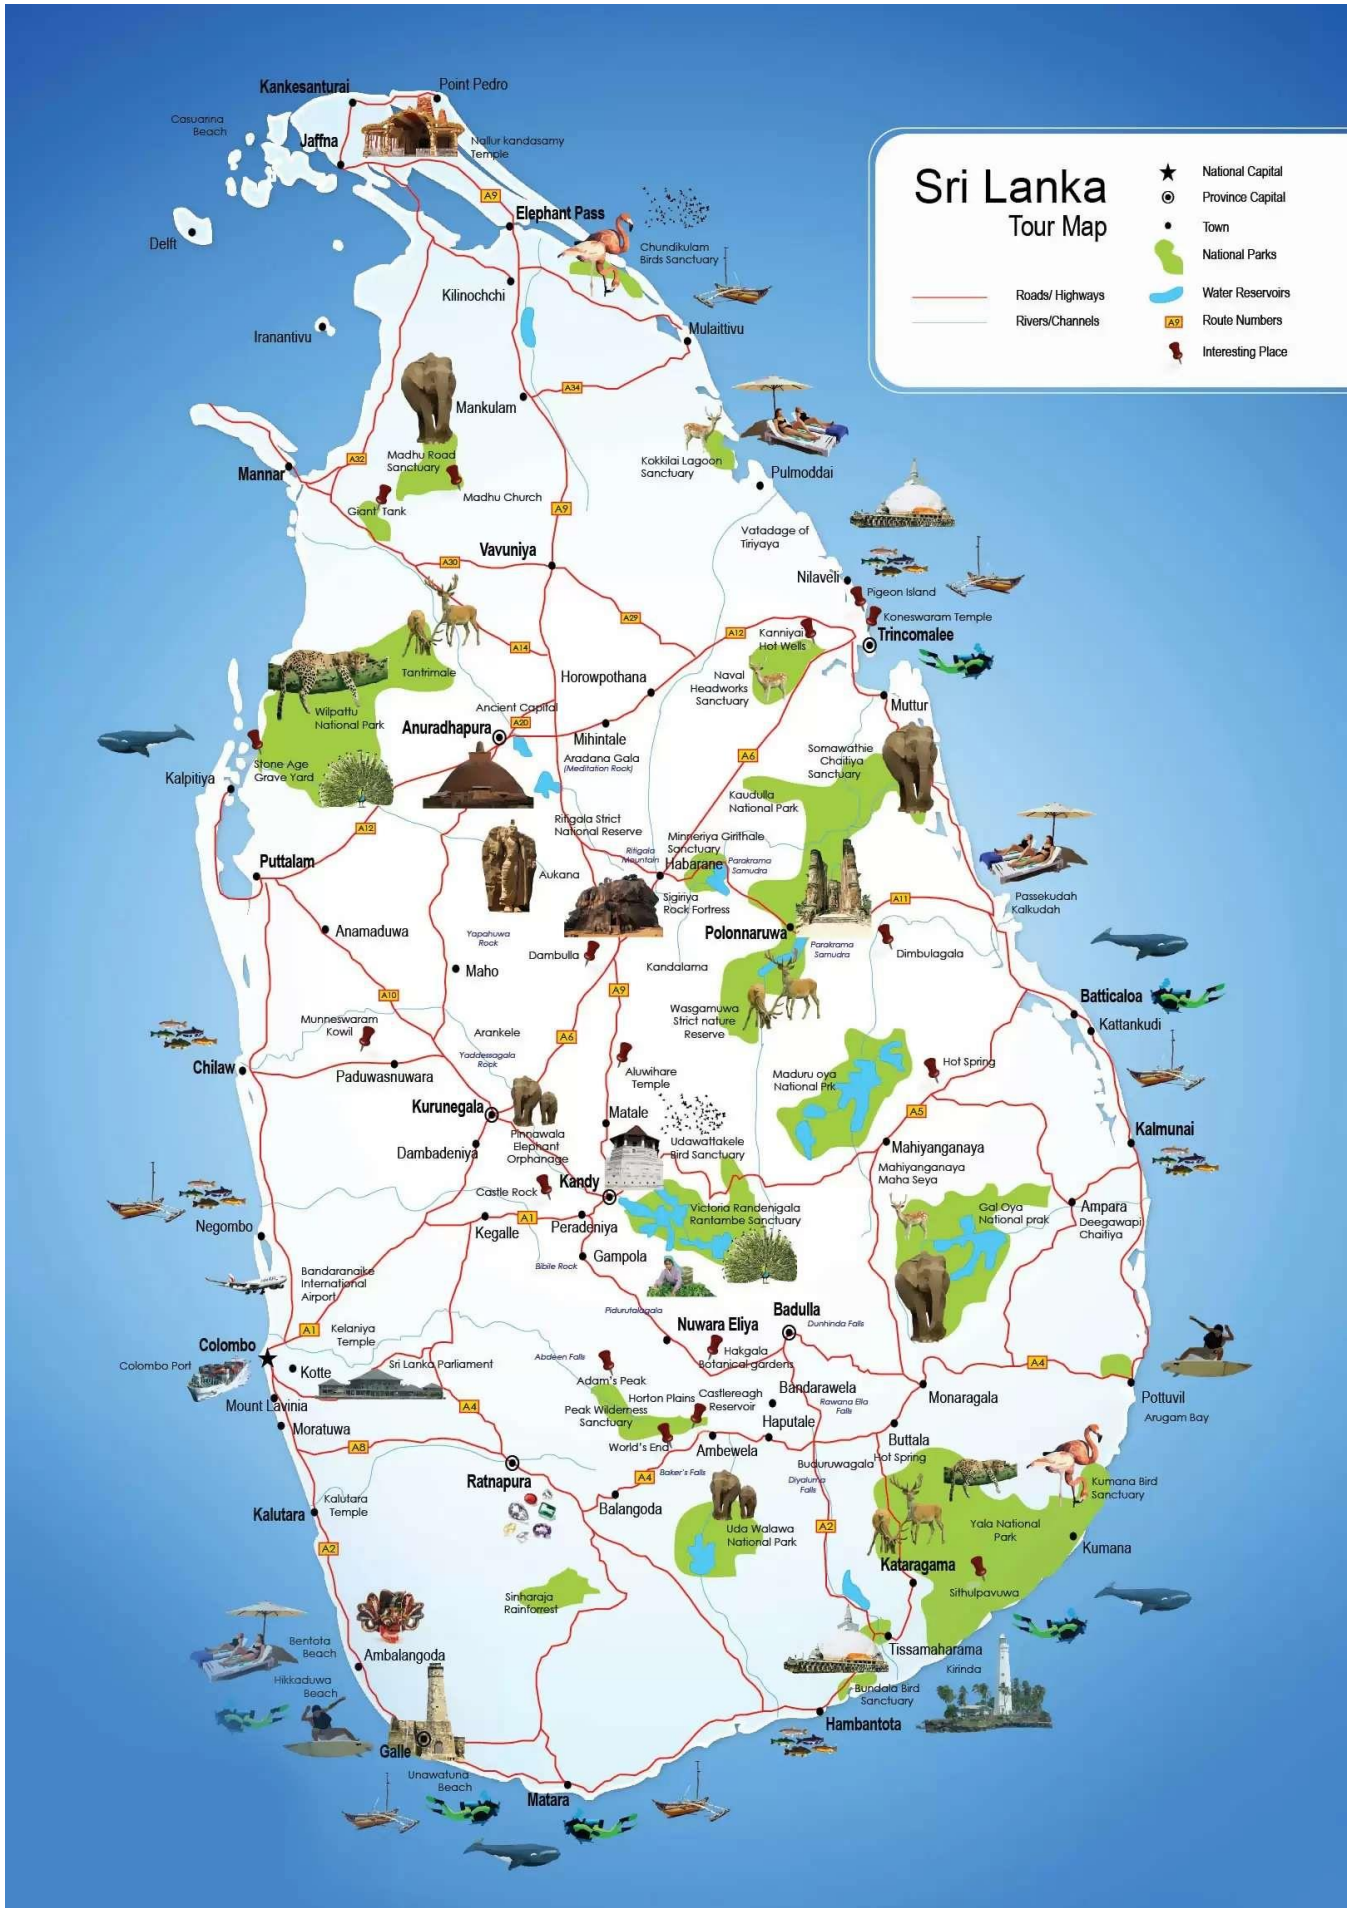 Sri Lanka
Tour Map
National Capital
Province Capital
Town
National Parks
Water Reservoirs
Route Numbers
Interesting Place
Roads/ Highways
Rivers/Channels
A9
Kankesanturai
Point Pedro
Casuarina
Beach
Jaffna
Nallur kandasamy
Temple
A9
Elephant Pass
Delft
Chundikulam
Birds Sanctuary
Kilinochchi
Iranantivu
Mulaittivu
A34
Mankulam
Madhu Road
Sanctuary
A32
Mannar
Madhu Church
Giant Tank
Kokkilai Lagoon
Sanctuary
Pulmoddai
A9
Vatadage of
Tiriyaya
Vavuniya
A30
Nilaveli
Pigeon Island
Koneswaram Temple
Trincomalee
A29
A12
Kanniyai
Hot Wells
A14
Tantrimale
Horowpothana
Naval
Headworks
Sanctuary
Muttur
Wilpattu
National Park
Ancient Capital
A20
Anuradhapura
Mihintale
Aradana Gala
(Meditation Rock)
A6
Somawathie
Chaitiya
Sanctuary
Stone Age
Grave Yard
Kalpitiya
Kaudulla
National Park
A12
Ritigala Strict
National Reserve
Minneriya Girithale
Sanctuary
Ritigala
Mountain
Habarane
Parakrama
Samudra
Puttalam
Aukana
Sigiriya
Rock Fortress
A11
Passekudah
Kalkudah
Anamaduwa
Yapahuwa
Rock
Polonnaruwa
Parakrama
Samudra
Dambulla
Dimbulagala
Maho
Kandalama
A9
A10
Batticaloa
Kattankudi
Munneswaram
Kowil
Wasgamuwa
Strict nature
Reserve
Arankele
A6
Yaddessagala
Rock
Chilaw
Paduwasnuwara
Aluwihare
Temple
Maduru oya
National Prk
Hot Spring
Kurunegala
Matale
A5
Pinnawala
Elephant
Orphanage
Udawattakele
Bird Sanctuary
Mahiyanganaya
Kalmunai
Dambadeniya
Mahiyanganaya
Maha Seya
Castle Rock
Kandy
Negombo
Kegalle
A1
Peradeniya
Victoria Randenigala
Rantambe Sanctuary
Gal Oya
National prak
Ampara
Deegawapi
Chaitiya
Gampola
Bibile Rock
Bandaranaike
International
Airport
Pidurutalagala
Badulla
Nuwara Eliya
Dunhinda Falls
A1
Kelaniya
Temple
Colombo
Colombo Port
Kotte
Sri Lanka Parliament
Abdeen Falls
Hakgala
Botanical gardens
A4
Adam's Peak
Mount Lavinia
Horton Plains
Castlereagh
Reservoir
Bandarawela
Monaragala
Pottuvil
A4
Peak Wilderness
Sanctuary
Rawana Ella
Falls
Arugam Bay
Moratuwa
Haputale
Buttala
A8
World's End
Ambewela
Hot Spring
Buduruwagala
Ratnapura
A4
Baker's Falls
Diyaluma
Falls
Kumana Bird
Sanctuary
Kalutara
Kalutara
Temple
Balangoda
Uda Walawa
National Park
A2
Yala National
Park
Kumana
A2
Kataragama
Sithulpavuwa
Sinharaja
Rainforrest
Bentota
Beach
Ambalangoda
Tissamaharama
Kirinda
Hikkaduwa
Beach
Bundala Bird
Sanctuary
Hambantota
Galle
Unawatuna
Beach
Matara